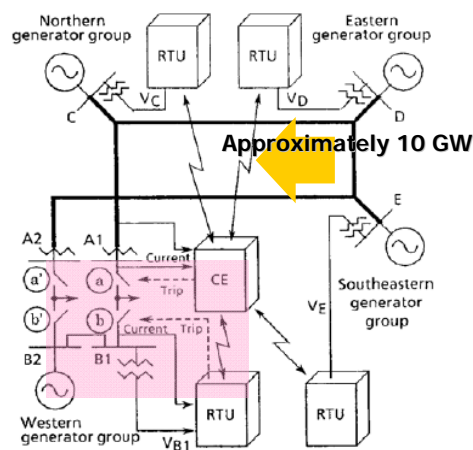 Northern
generator group
RTU
RTU
Eastern
generator group
C
VC
VD
D
Approximately 10 GW
E
A2
A1
Current
CE
a'
a
Trip
Southeastern
generator
group
VE
b'
b
Current
Trip
B2
B1
RTU
RTU
Western
generator group
VB1